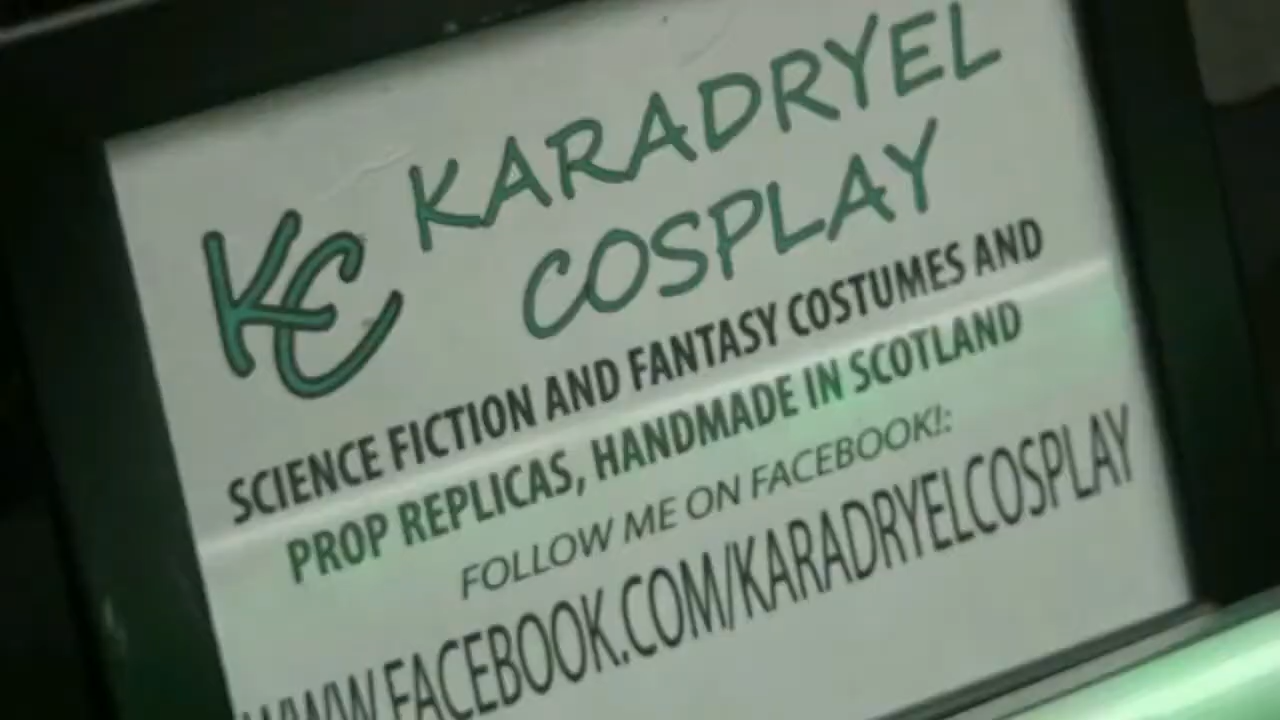 KC
KARADRYEL
COSPLAY
SCIENCE FICTION AND FANTASY COSTUMES AND
PROP REPLICAS, HANDMADE IN SCOTLAND
FOLLOW ME ON FACEBOOK!:
WWW.FACEBOOK.COM/KARADRYELCOSPLAY